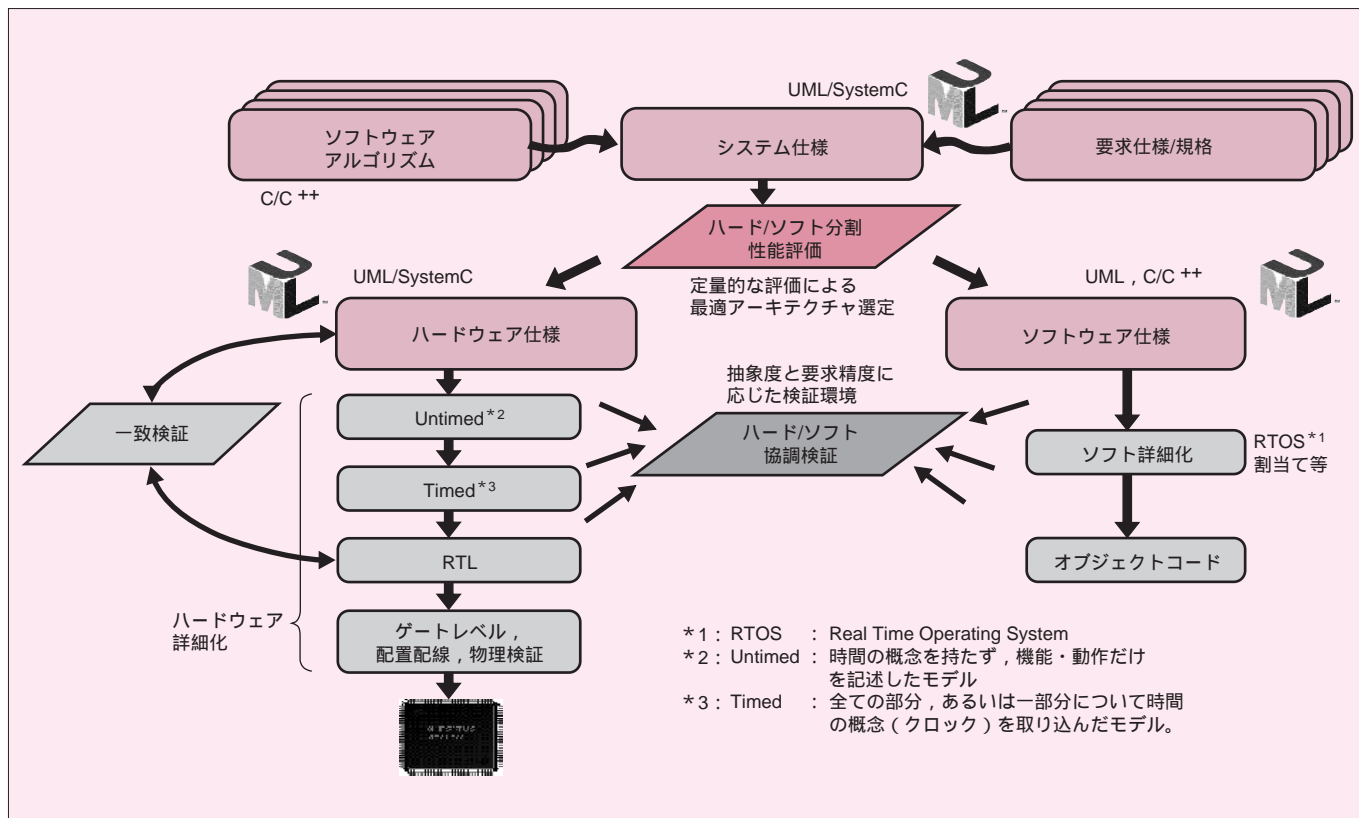 UML/SystemC
UML
ソフトウェア
アルゴリズム
システム仕様
要求仕様/規格
C/C ++
ハード/ソフト分割
性能評価
UML/SystemC
UML
定量的な評価による
最適アーキテクチャ選定
UML , C/C ++
UML
ハードウェア仕様
ソフトウェア仕様
抽象度と要求精度に
応じた検証環境
一致検証
Untimed*2
ハード/ソフト
協調検証
ソフト詳細化
RTOS*1
割当て等
Timed*3
RTL
オブジェクトコード
ハードウェア
詳細化
ゲートレベル，
配置配線，物理検証
*1：RTOS ： Real Time Operating System
*2：Untimed ： 時間の概念を持たず，機能・動作だけ
を記述したモデル
*3：Timed ： 全ての部分，あるいは一部分について時間
の概念（クロック）を取り込んだモデル。